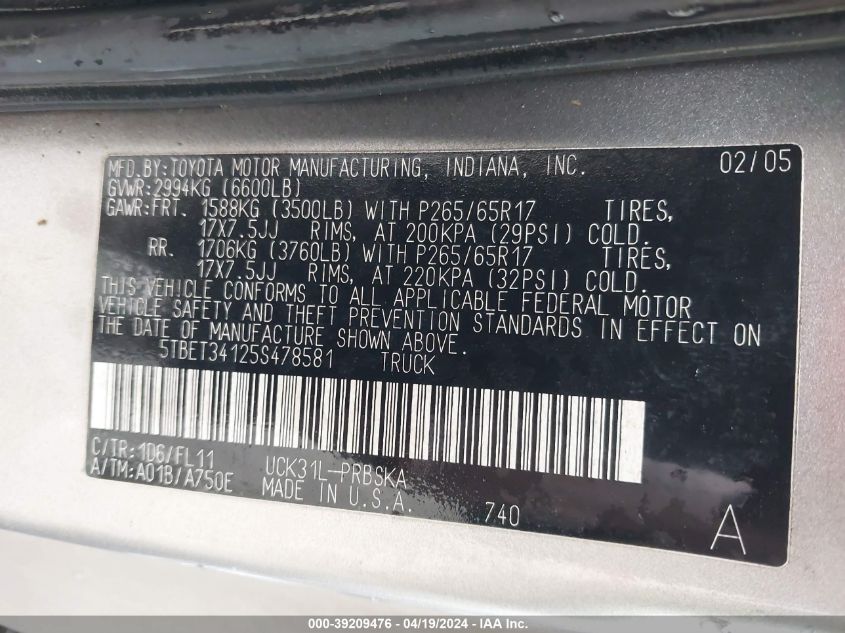 MFD.BY:TOYOTA MOTOR MANUFACTURING, INDIANA, INC. 02/05
GVWR:2994KG (6600LB)
GAWR:FRT. 1588KG (3500LB) WITH P265/65R17 TIRES,
17X7.5JJ RIMS, AT 200KPA (29PSI) COLD.
RR. 1706KG (3760LB) WITH P265/65R17 TIRES,
17X7.5JJ RIMS, AT 220KPA (32PSI) COLD.
THIS VEHICLE CONFORMS TO ALL APPLICABLE FEDERAL MOTOR
VEHICLE SAFETY AND THEFT PREVENTION STANDARDS IN EFFECT ON
THE DATE OF MANUFACTURE SHOWN ABOVE.
5TBET34125S478581 TRUCK
C/TR:1D6/FL11 UCK31L-PRBSKA
A/TM:A01B/A750E MADE IN U.S.A.
740 A
000-39209476 / 04/19/2024 - IAA Inc.